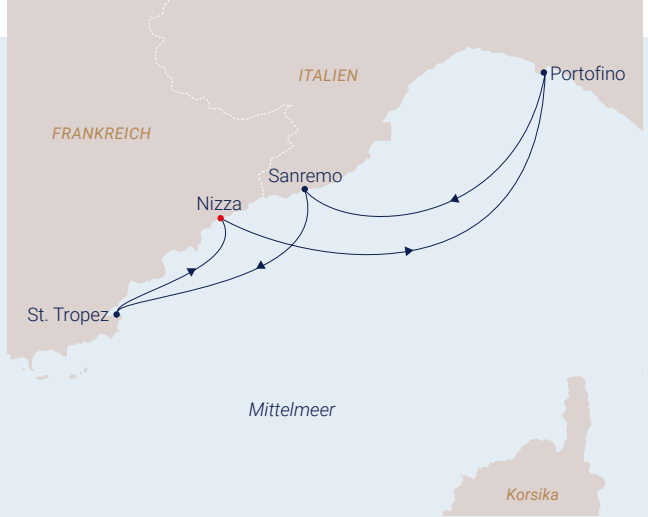 ITALIEN
Portofino
FRANKREICH
Sanremo
Nizza
St. Tropez
Mittelmeer
Korsika